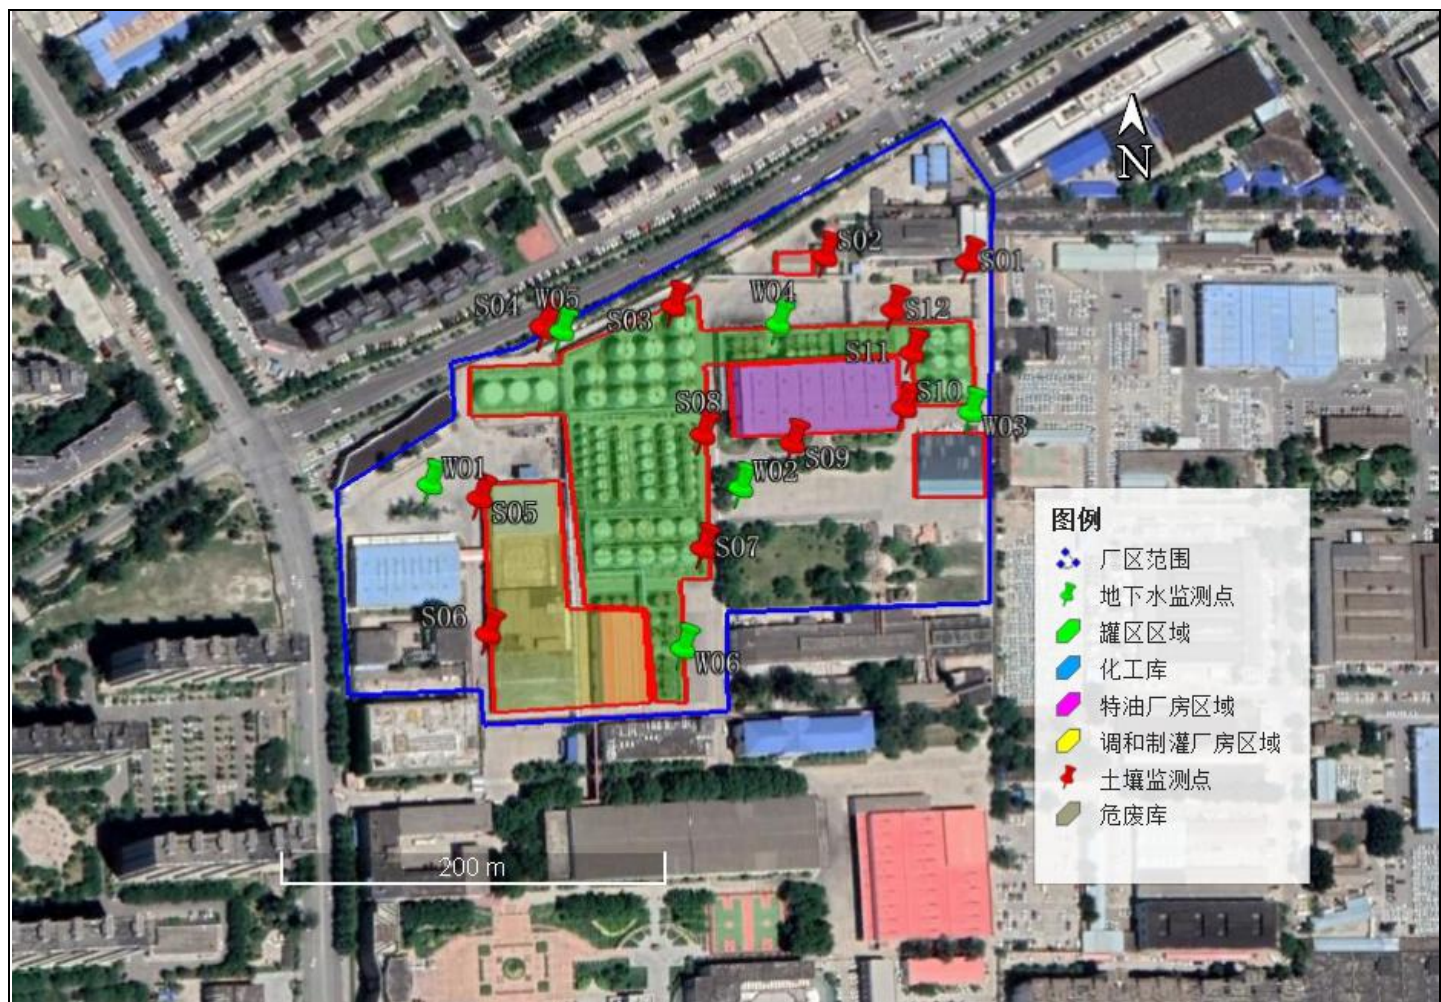 N
S02
S01
S04
W05
S03
W04
S12
S11
S10
S08
W03
S09
W01
W02
S05
S07
S06
W06
200 m
图例
厂区范围
地下水监测点
罐区区域
化工库
特油厂房区域
调和制灌厂房区域
土壤监测点
危废库